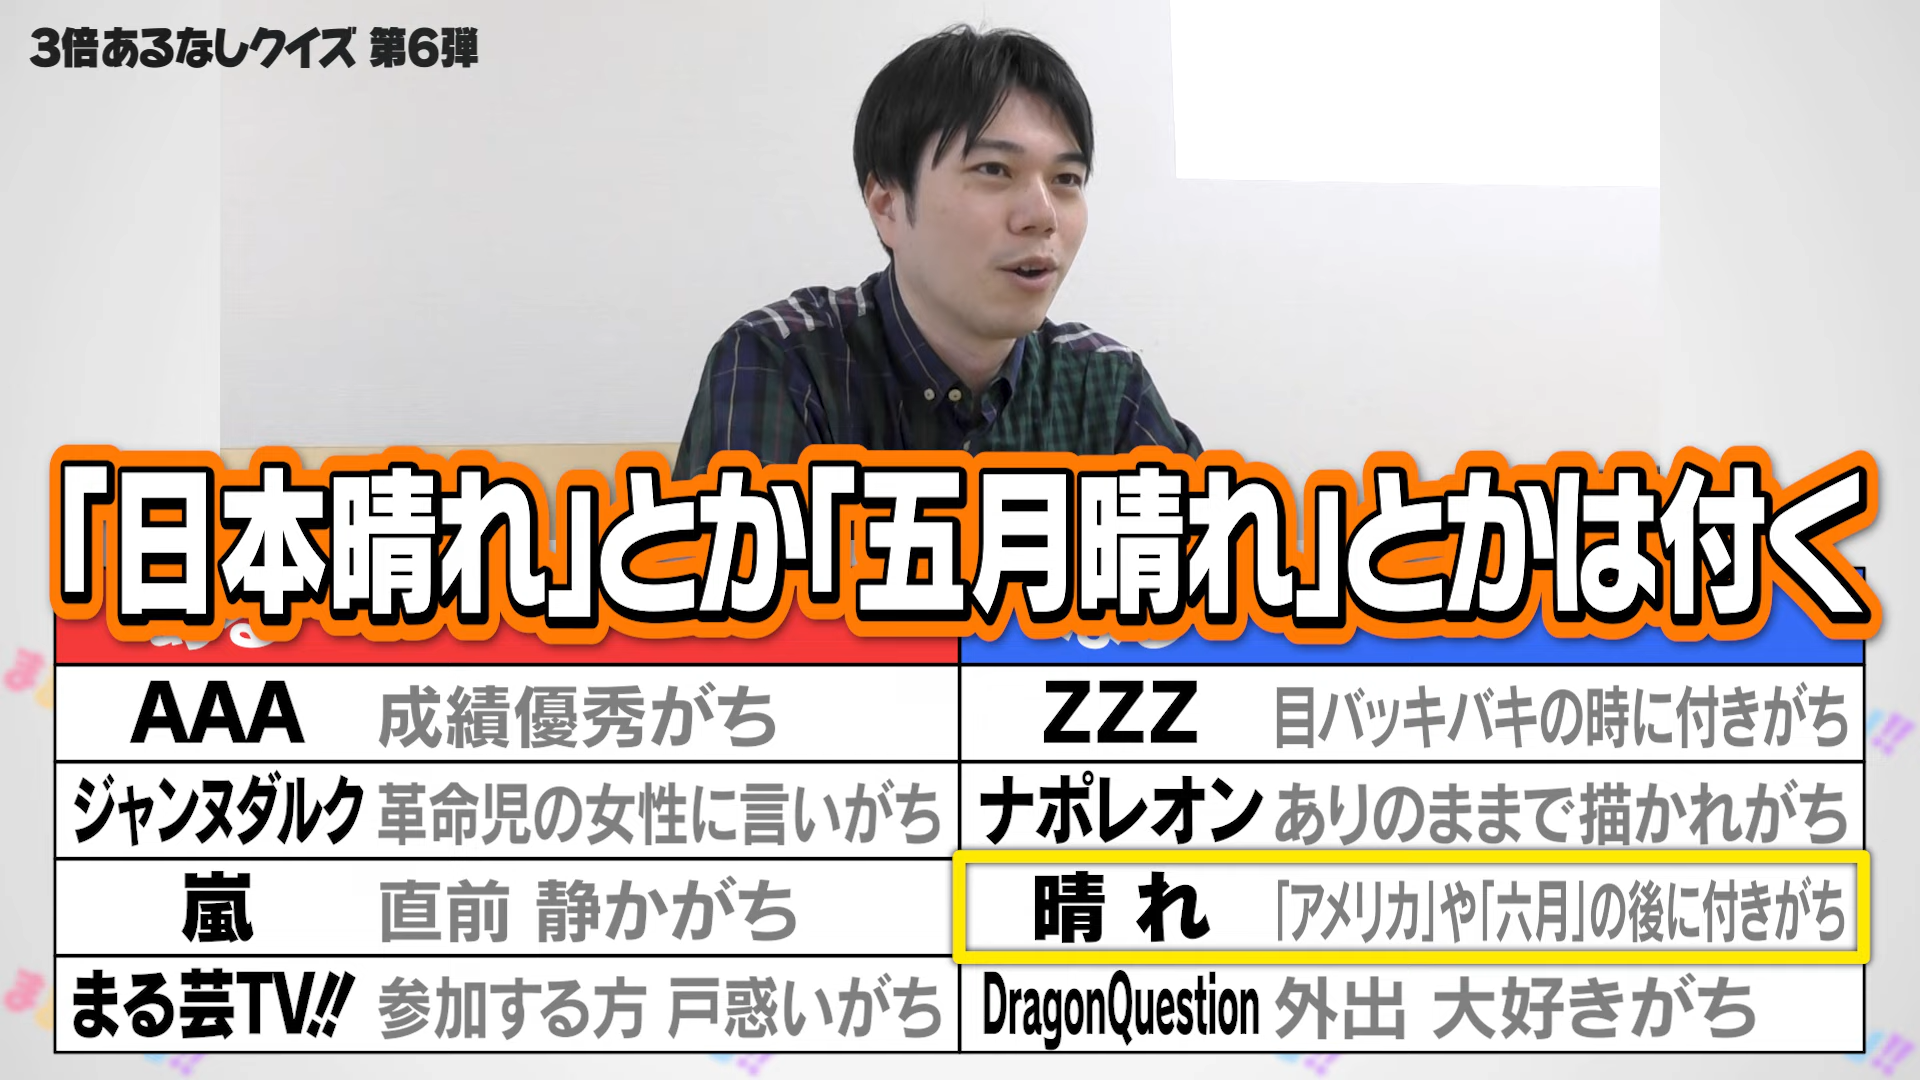 3倍あるなしクイズ 第6弾
「日本晴れ」とか「五月晴れ」とかは付く
AAA 成績優秀がち
ZZZ 目バッキバキの時に付きがち
ジャンヌダルク 革命児の女性に言いがち
ナポレオン ありのままで描かれがち
嵐 直前 静かがち
晴れ 「アメリカ」や「六月」の後に付きがち
まる芸TV!! 参加する方 戸惑いがち
DragonQuestion 外出 大好きがち